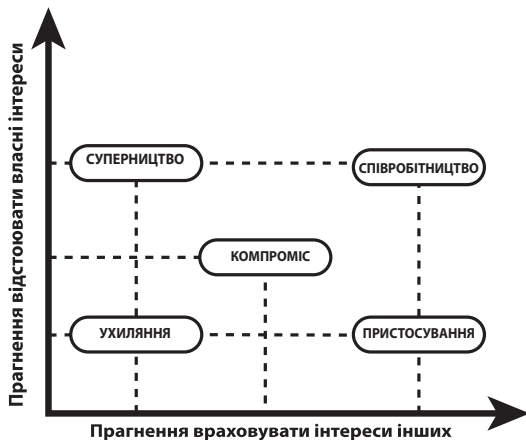 Прагнення відстоювати власні інтереси
СУПЕРНИЦТВО
СПІВРОБІТНИЦТВО
КОМПРОМІС
УХИЛЯННЯ
ПРИСТОСУВАННЯ
Прагнення враховувати інтереси інших